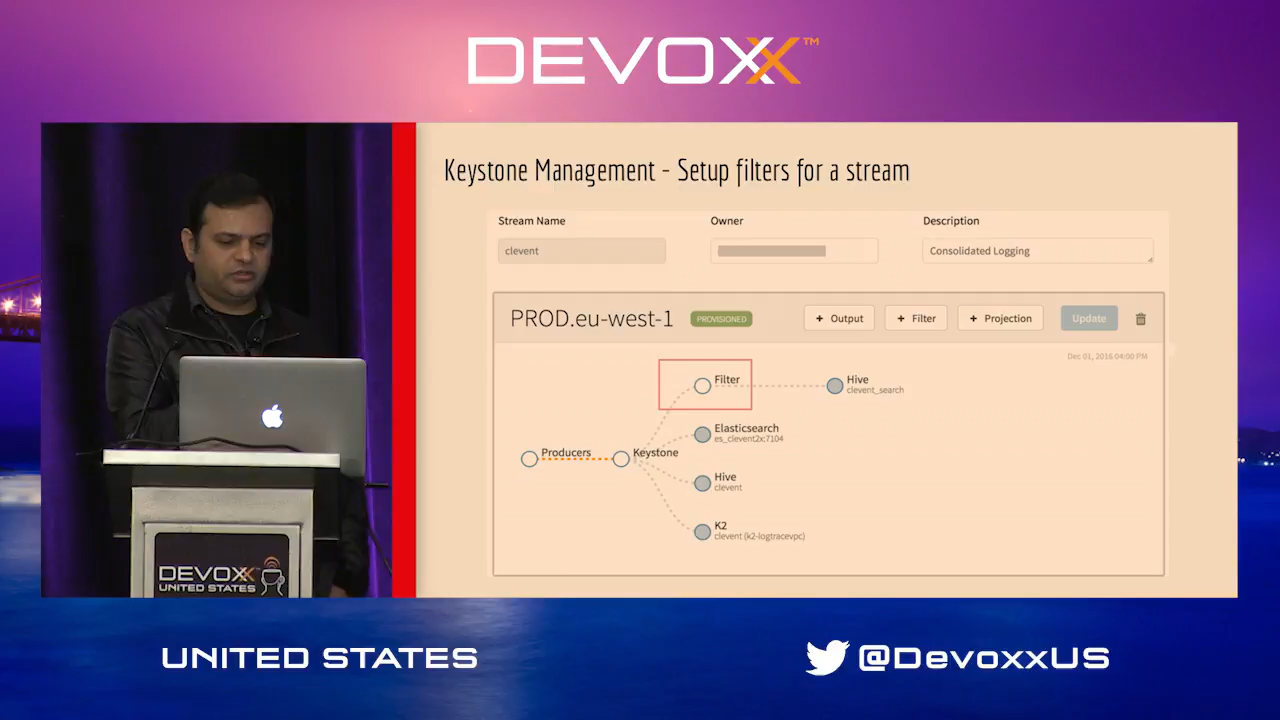 DEVOXX™
Keystone Management - Setup filters for a stream
Stream Name
Owner
Description
clevent
Consolidated Logging
PROD.eu-west-1
PROVISIONED
+ Output
+ Filter
+ Projection
Update
Dec 01, 2016 04:00 PM
Filter
Hive
clevent_search
Elasticsearch
es_clevent2x:7104
Producers
Keystone
Hive
clevent
K2
clevent (k2-logtracevpc)
DEVOXX
UNITED STATES
UNITED STATES
@DevoxxUS